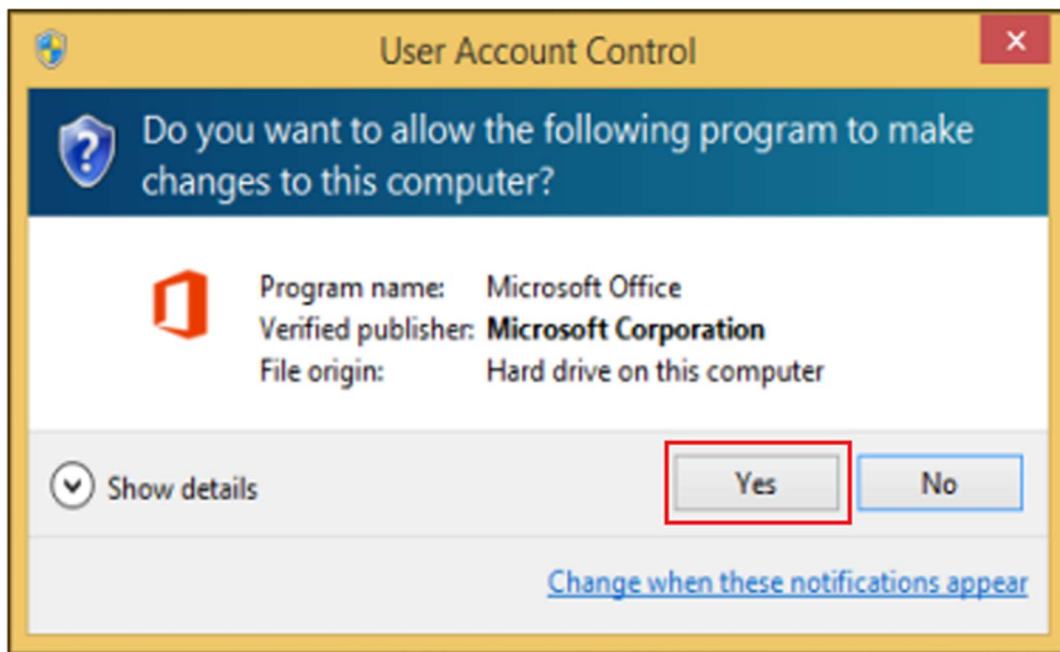 User Account Control
Do you want to allow the following program to make
changes to this computer?
Program name: Microsoft Office
Verified publisher: Microsoft Corporation
File origin: Hard drive on this computer
Show details
Yes
No
Change when these notifications appear